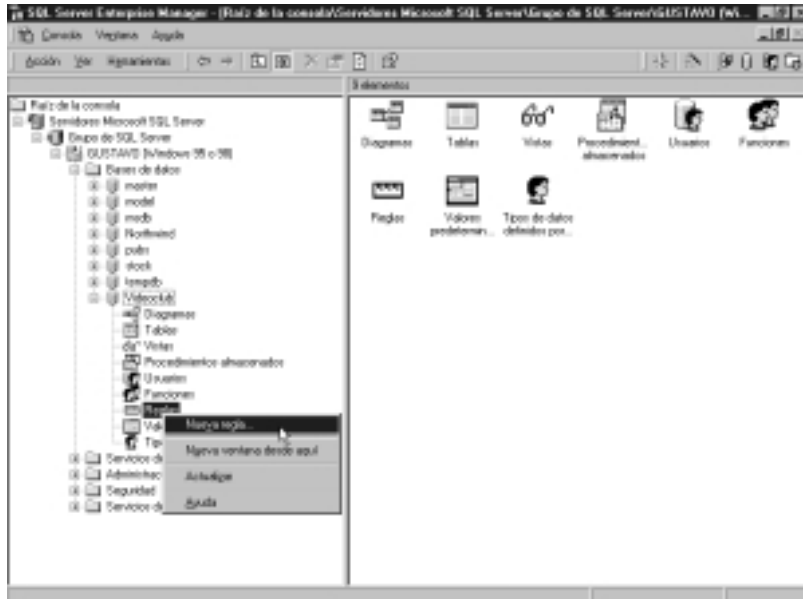 SQL Server Enterprise Manager - [Raíz de la consola\Servidores Microsoft SQL Server\Grupo de SQL Server\GUSTAVO (Wi...
Consola Ventana Ayuda
Acción Ver Herramientas
9 elementos
Raíz de la consola
Servidores Microsoft SQL Server
Grupo de SQL Server
GUSTAVO (Windows 95 o 98)
Bases de datos
master
model
msdb
Northwind
pubs
stock
tempdb
Videoclub
Diagramas
Tablas
Vistas
Procedimientos almacenados
Usuarios
Funciones
Reglas
Val
Tip
Servicios de
Administrac
Seguridad
Servicios de
Nueva regla...
Nueva ventana desde aquí
Actualizar
Ayuda
Diagramas
Tablas
Vistas
Procedimient... almacenados
Usuarios
Funciones
Reglas
Valores predetermin...
Tipos de datos definidos por...